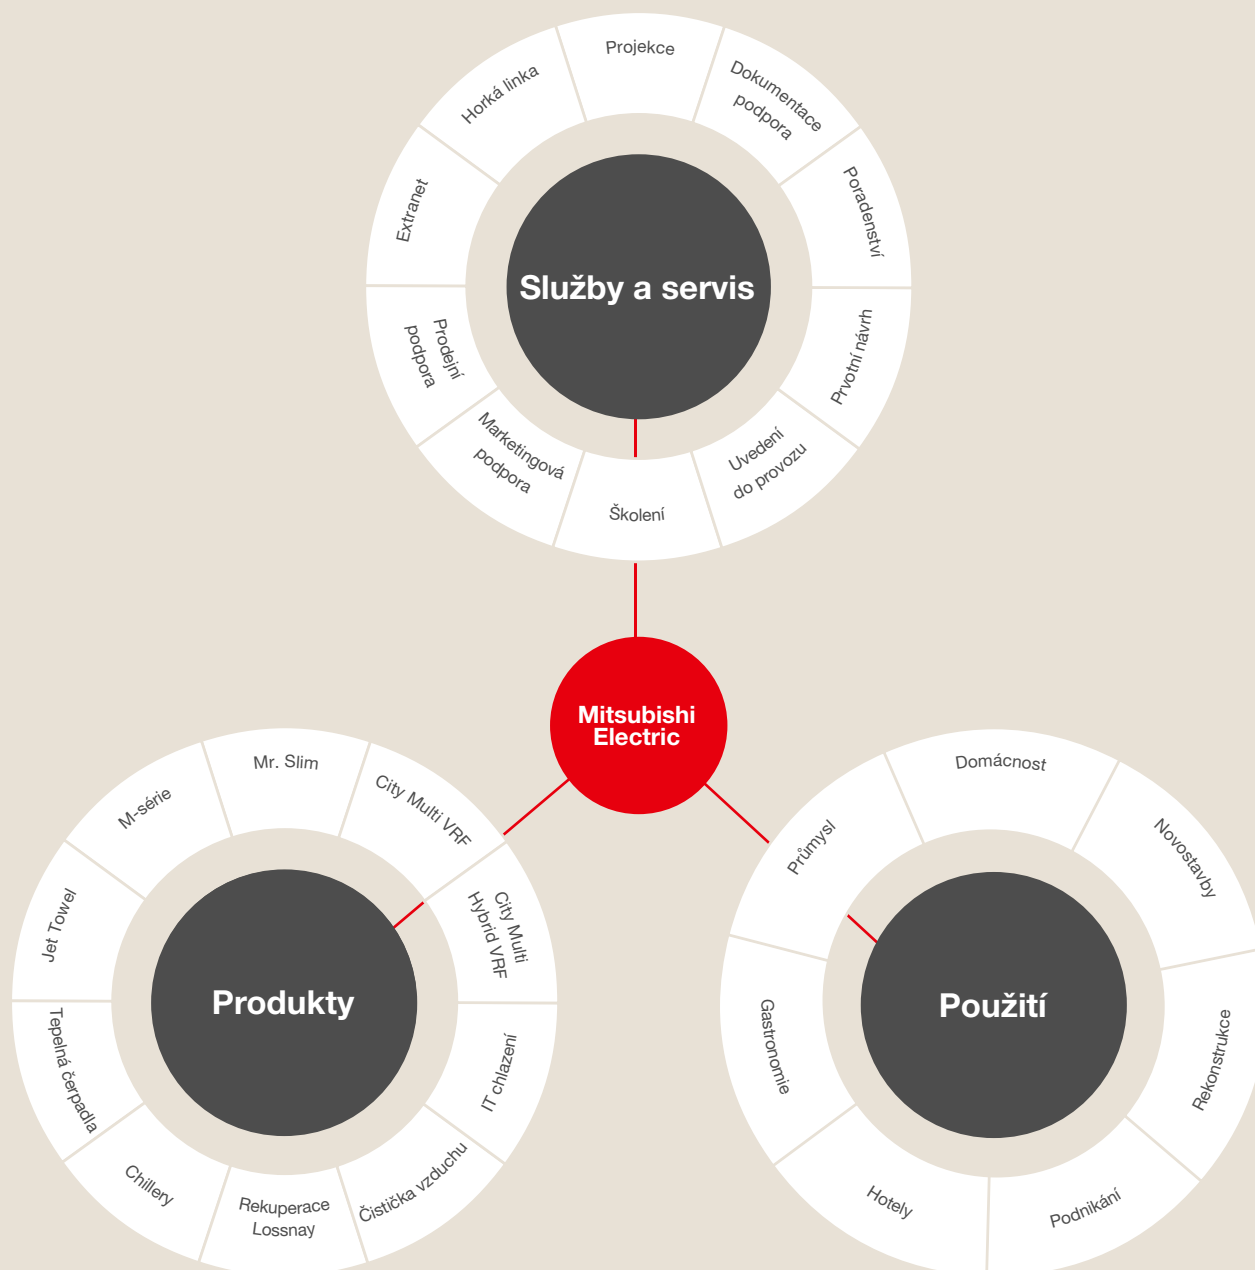 Projekce
Dokumentace
podpora
Poradenství
Prvotní návrh
Uvedení
do provozu
Školení
Marketingová
podpora
Prodejní
podpora
Extranet
Horká linka
Služby a servis
Mitsubishi
Electric
Mr. Slim
City Multi VRF
City Multi
Hybrid VRF
IT chlazení
Čistička vzduchu
Rekuperace
Lossnay
Chillery
Tepelná čerpadla
Jet Towel
M-série
Produkty
Domácnost
Novostavby
Rekonstrukce
Podnikání
Hotely
Gastronomie
Průmysl
Použití